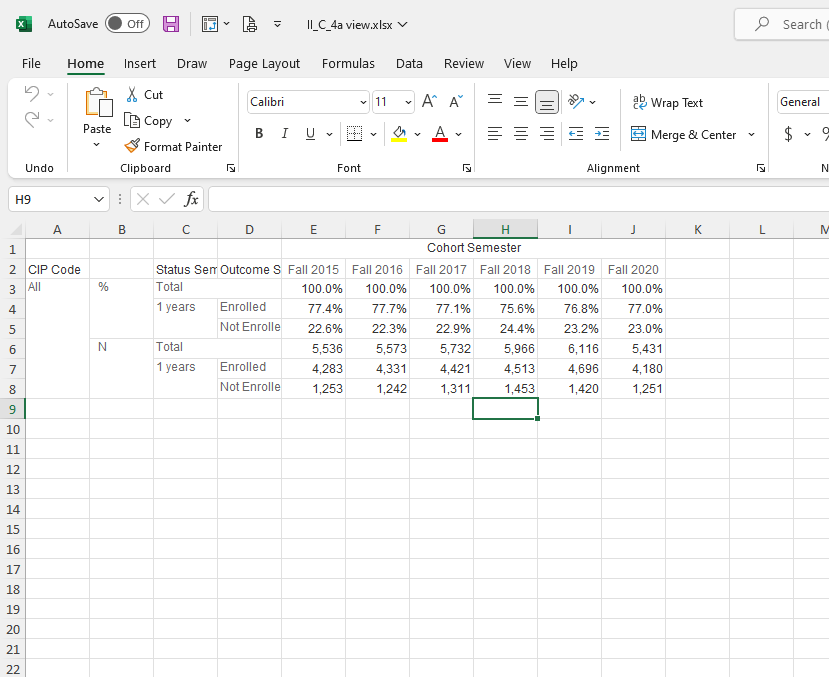 AutoSave Off II_C_4a view.xlsx Search
File Home Insert Draw Page Layout Formulas Data Review View Help
Cut
Calibri 11 Wrap Text General
Paste Copy
B I U A Merge & Center $ %
Format Painter
Undo Clipboard Font Alignment N
H9 fx
A B C D E F G H I J K L M
1 Cohort Semester
2 CIP Code Status Sem Outcome S Fall 2015 Fall 2016 Fall 2017 Fall 2018 Fall 2019 Fall 2020
3 All % Total 100.0% 100.0% 100.0% 100.0% 100.0% 100.0%
4 1 years Enrolled 77.4% 77.7% 77.1% 75.6% 76.8% 77.0%
5 Not Enrolle 22.6% 22.3% 22.9% 24.4% 23.2% 23.0%
6 N Total 5,536 5,573 5,732 5,966 6,116 5,431
7 1 years Enrolled 4,283 4,331 4,421 4,513 4,696 4,180
8 Not Enrolle 1,253 1,242 1,311 1,453 1,420 1,251
9
10
11
12
13
14
15
16
17
18
19
20
21
22